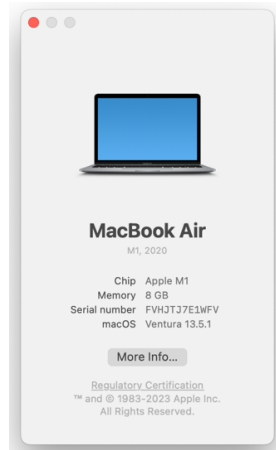 MacBook Air
M1, 2020
Chip Apple M1
Memory 8 GB
Serial number FVHJTJ7E1WFV
macOS Ventura 13.5.1
More Info...
Regulatory Certification
™ and © 1983-2023 Apple Inc.
All Rights Reserved.